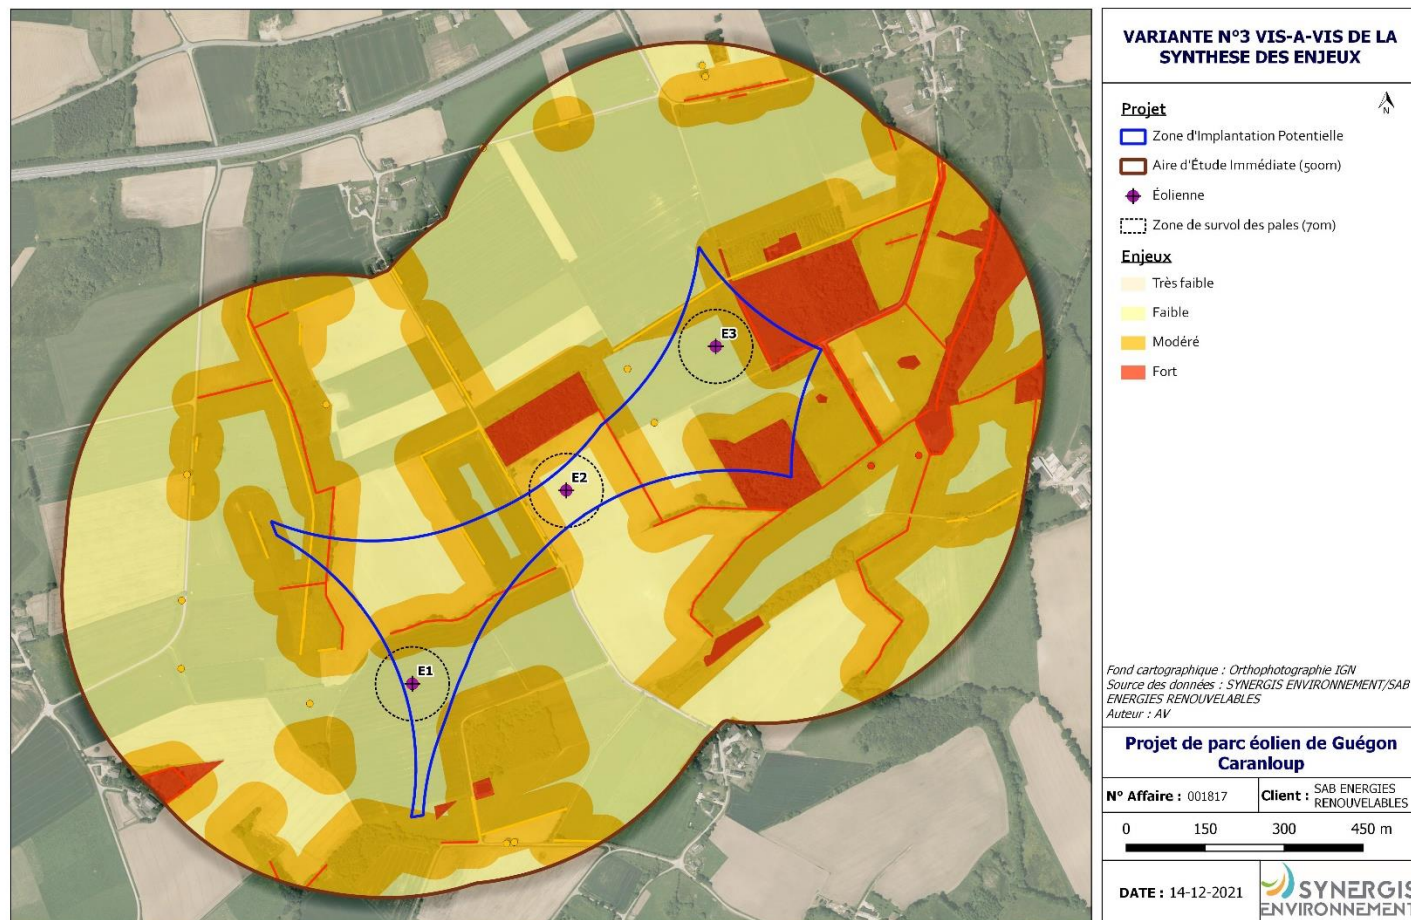 VARIANTE N°3 VIS-A-VIS DE LA
SYNTHESE DES ENJEUX
Projet
N
Zone d'Implantation Potentielle
Aire d'Étude Immédiate (500m)
Éolienne
Zone de survol des pales (70m)
Enjeux
Très faible
Faible
Modéré
Fort
E3
E2
E1
Fond cartographique : Orthophotographie IGN
Source des données : SYNERGIS ENVIRONNEMENT/SAB
ENERGIES RENOUVELABLES
Auteur : AV
Projet de parc éolien de Guégon
Caranloup
N° Affaire : 001817
Client : SAB ENERGIES
RENOUVELABLES
0 150 300 450 m
DATE : 14-12-2021
SYNERGIS
ENVIRONNEMENT